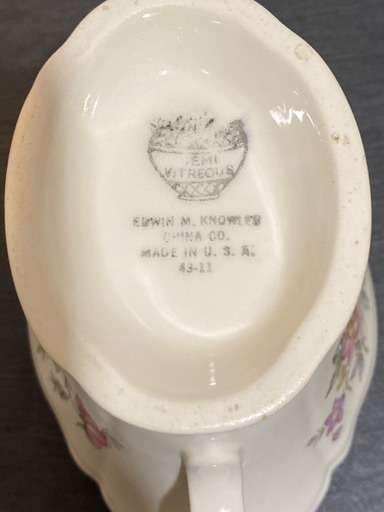 SEMI
VITREOUS
EDWIN M. KNOWLES
CHINA CO.
MADE IN U. S. A.
43-11